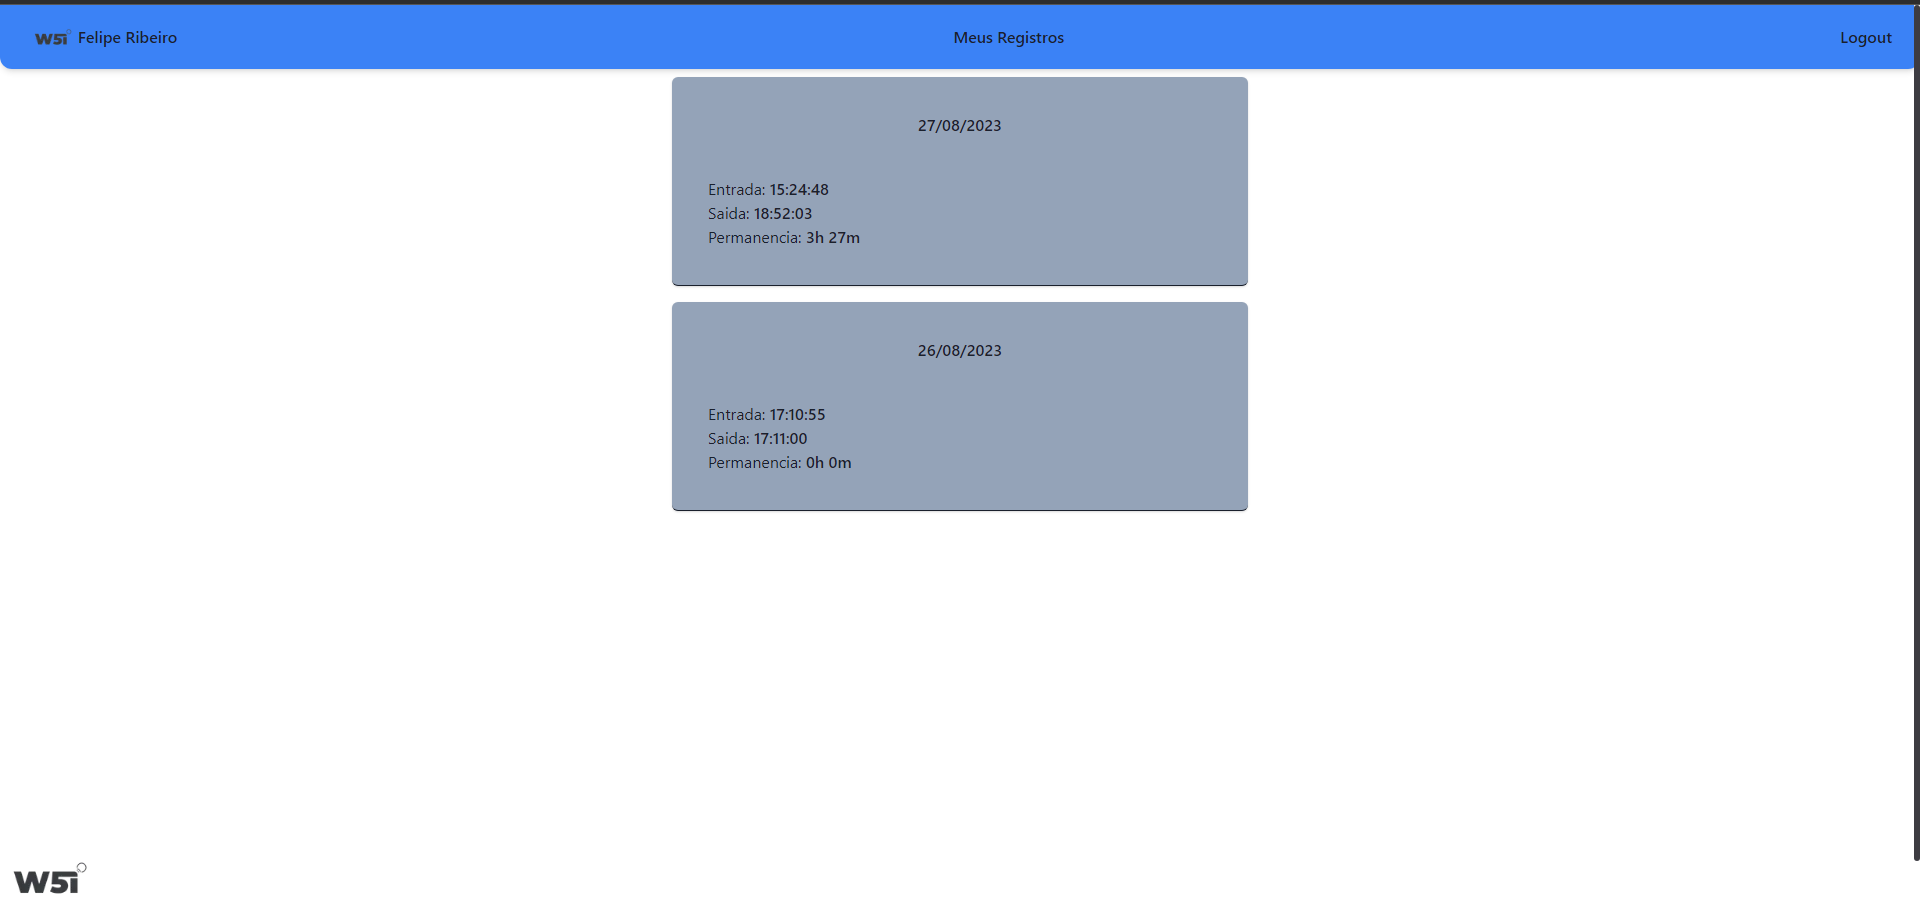 W5i Felipe Ribeiro
Meus Registros
Logout
27/08/2023
Entrada: 15:24:48
Saida: 18:52:03
Permanencia: 3h 27m
26/08/2023
Entrada: 17:10:55
Saida: 17:11:00
Permanencia: 0h 0m
W5i